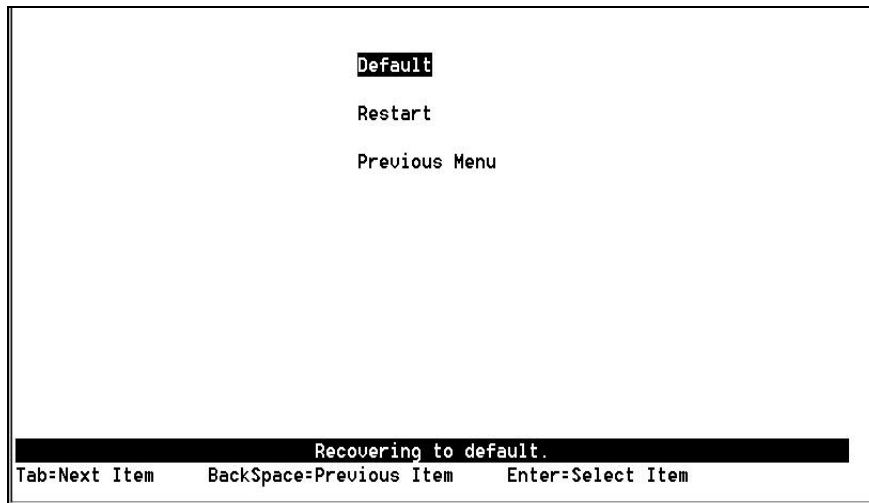 Default
Restart
Previous Menu
Recovering to default.
Tab=Next Item BackSpace=Previous Item Enter=Select Item